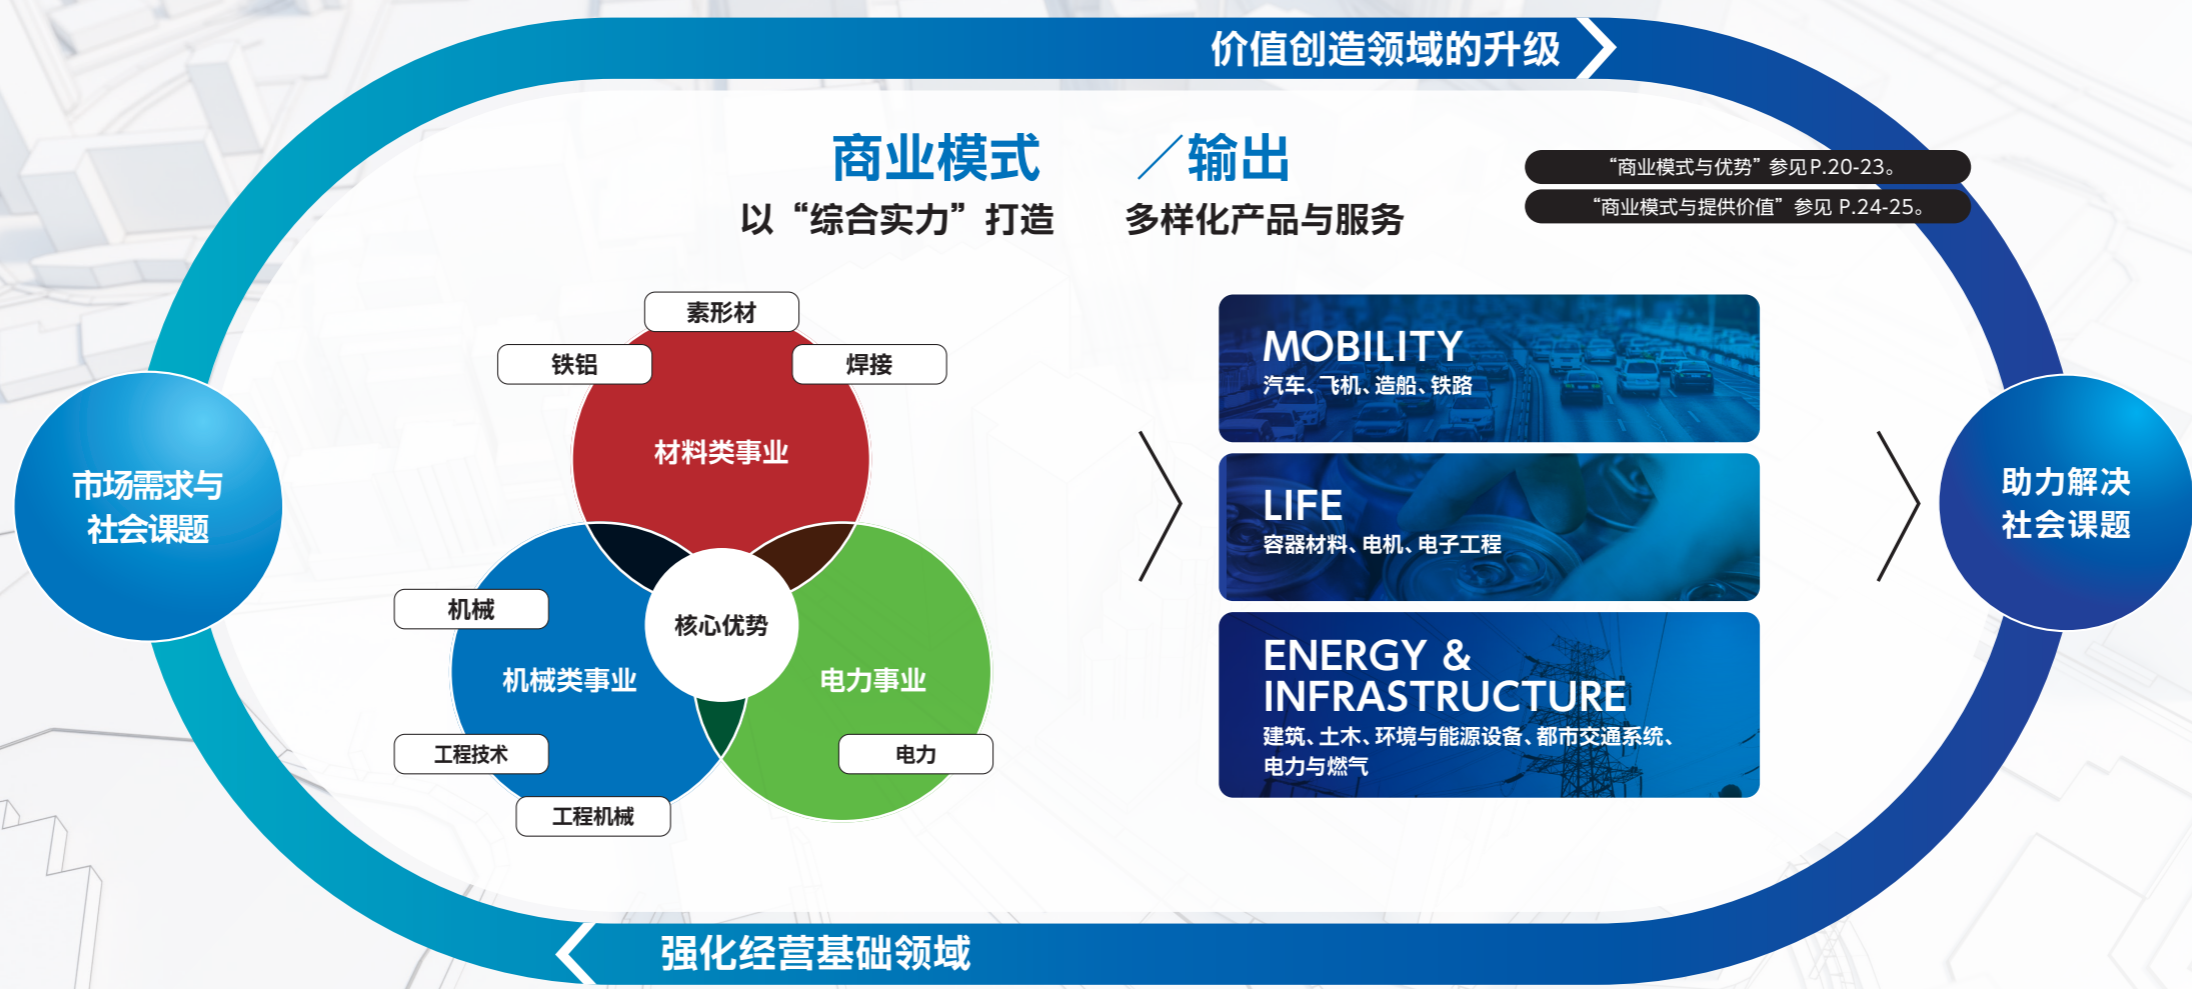 价值创造领域的升级
商业模式 ／输出
以“综合实力”打造 多样化产品与服务
“商业模式与优势”参见P.20-23。
“商业模式与提供价值”参见 P.24-25。
市场需求与
社会课题
素形材
铁铝
焊接
材料类事业
核心优势
机械
机械类事业
工程技术
工程机械
电力事业
电力
MOBILITY
汽车、飞机、造船、铁路
LIFE
容器材料、电机、电子工程
ENERGY &
INFRASTRUCTURE
建筑、土木、环境与能源设备、都市交通系统、
电力与燃气
助力解决
社会课题
强化经营基础领域